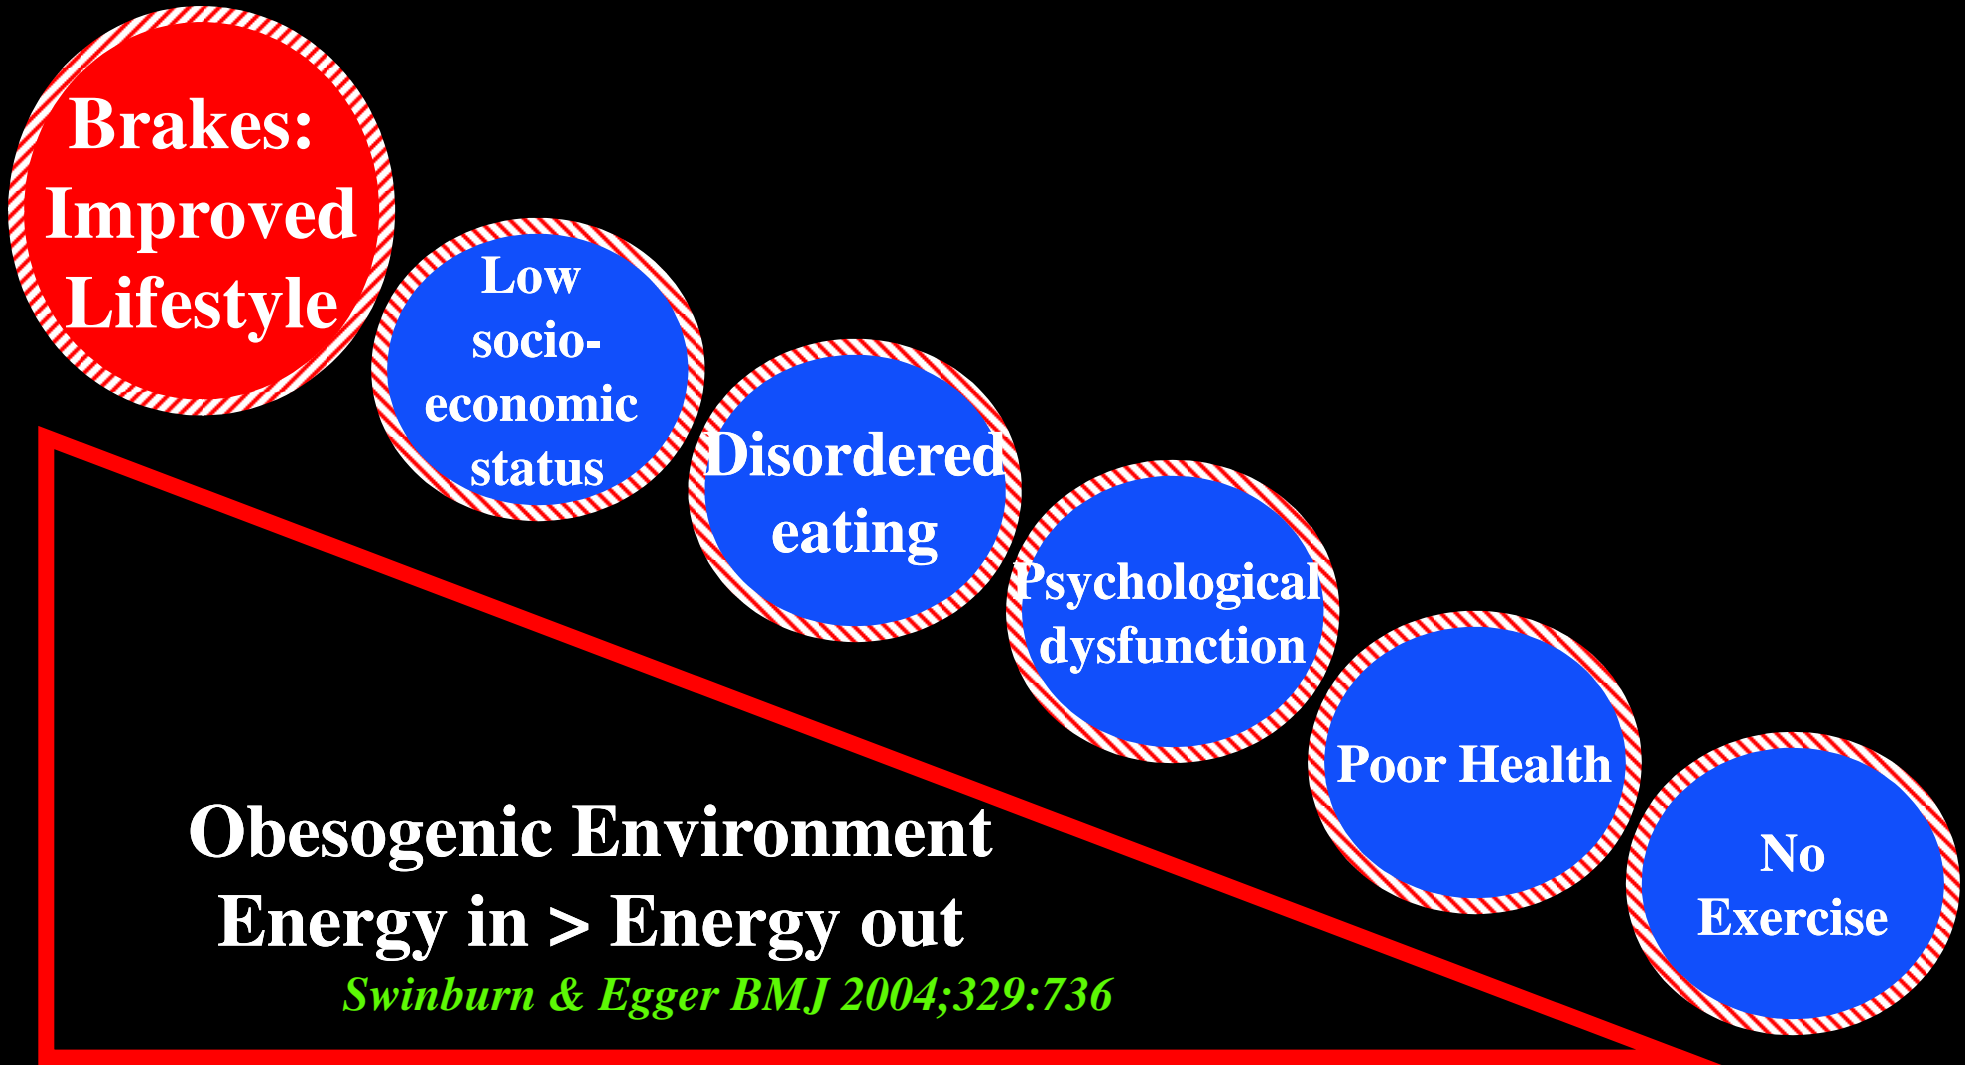 Brakes:
Improved
Lifestyle
Low
socio-
economic
status
Disordered
eating
Psychological
dysfunction
Poor Health
No
Exercise
Obesogenic Environment
Energy in > Energy out
Swinburn & Egger BMJ 2004;329:736